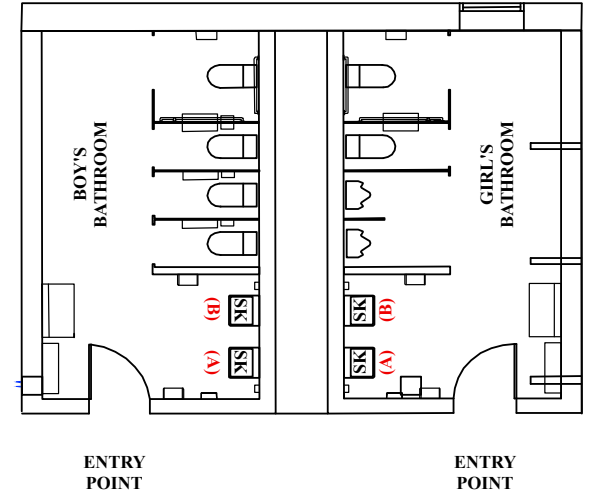 BOY'S
BATHROOM
GIRL'S
BATHROOM
(B)
SK
SK
(B)
(A)
SK
SK
(A)
ENTRY
POINT
ENTRY
POINT